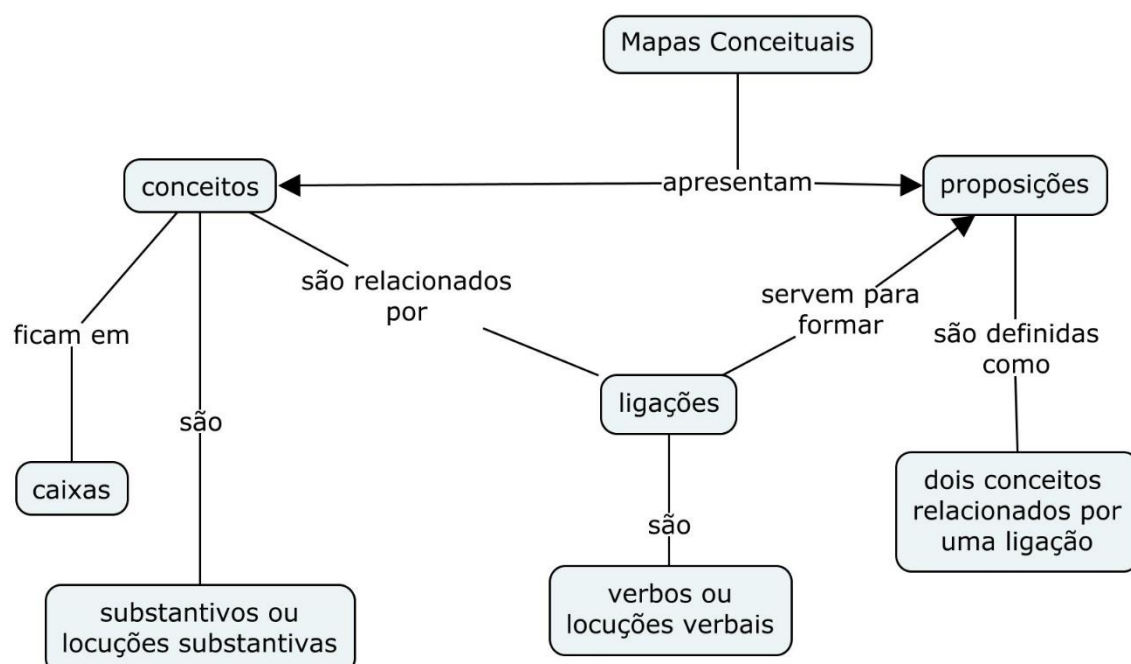 Mapas Conceituais
conceitos
apresentam
proposições
são relacionados
por
servem para
formar
ficam em
são definidas
como
ligações
são
caixas
dois conceitos
relacionados por
uma ligação
são
substantivos ou
locuções substantivas
verbos ou
locuções verbais